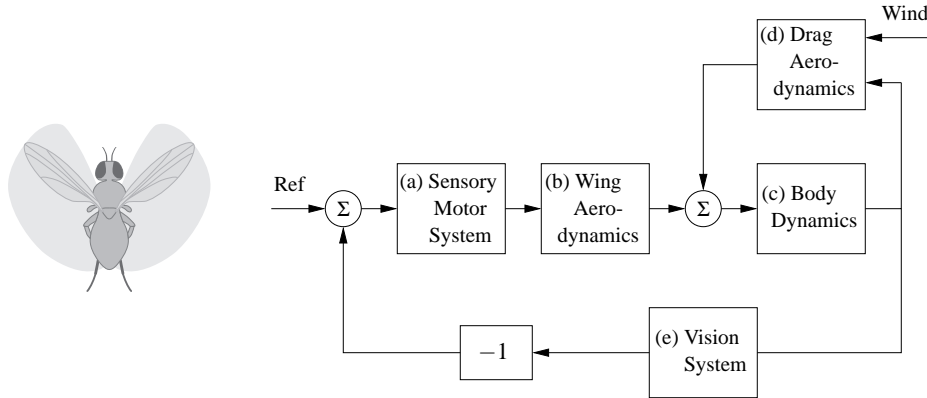 Wind
(d) Drag
Aero-
dynamics
Ref
Σ
(a) Sensory
Motor
System
(b) Wing
Aero-
dynamics
Σ
(c) Body
Dynamics
−1
(e) Vision
System